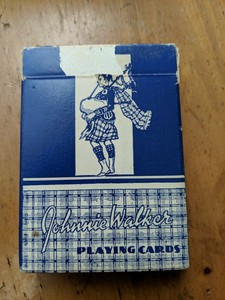 Johnnie Walker
PLAYING CARDS